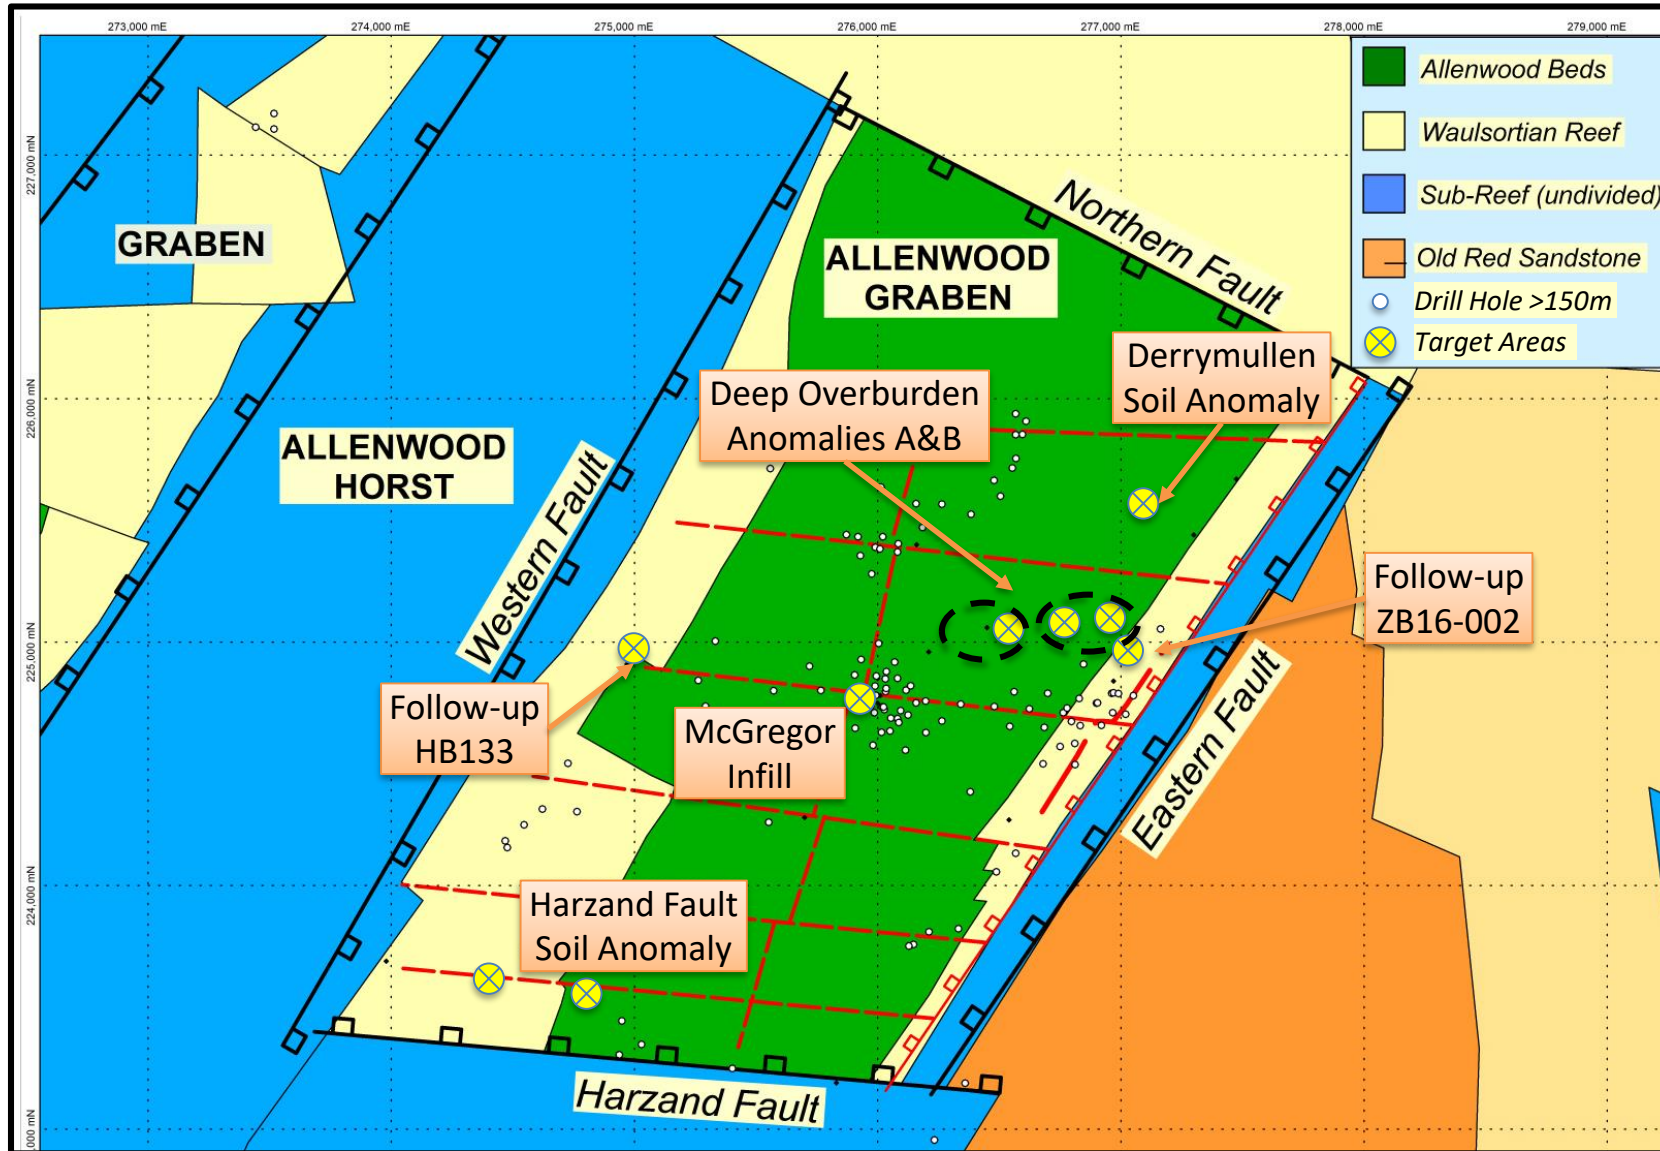 273,000 mE
274,000 mE
275,000 mE
276,000 mE
277,000 mE
278,000 mE
279,000 mE
Allenwood Beds
Waulsortian Reef
Sub-Reef (undivided)
Old Red Sandstone
Drill Hole >150m
Target Areas
227,000 mN
226,000 mN
225,000 mN
224,000 mN
,000 mN
GRABEN
ALLENWOOD
GRABEN
Northern Fault
ALLENWOOD
HORST
Western Fault
Deep Overburden
Anomalies A&B
Derrymullen
Soil Anomaly
Follow-up
ZB16-002
Follow-up
HB133
McGregor
Infill
Eastern Fault
Harzand Fault
Soil Anomaly
Harzand Fault